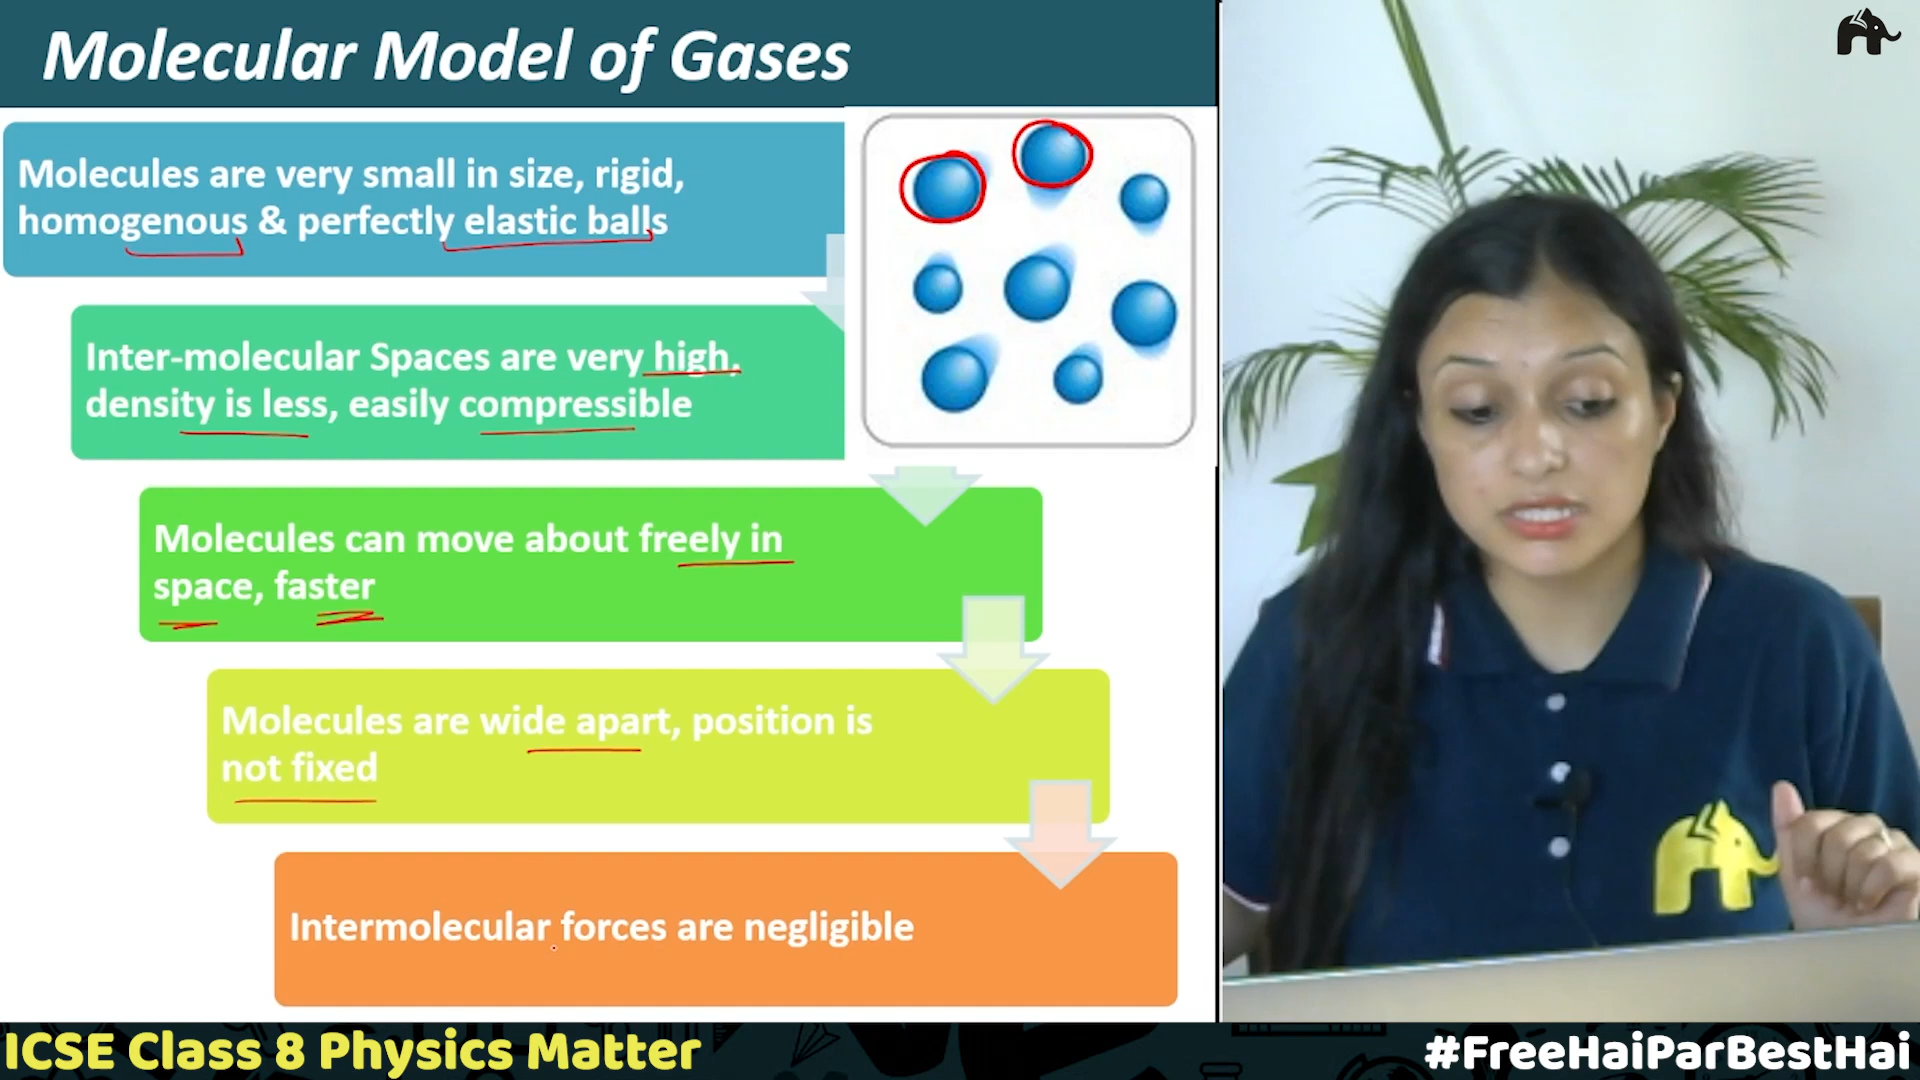 Molecular Model of Gases
Molecules are very small in size, rigid,
homogenous & perfectly elastic balls
Inter-molecular Spaces are very high,
density is less, easily compressible
Molecules can move about freely in
space, faster
Molecules are wide apart, position is
not fixed
Intermolecular forces are negligible
ICSE Class 8 Physics Matter
#FreeHaiParBestHai